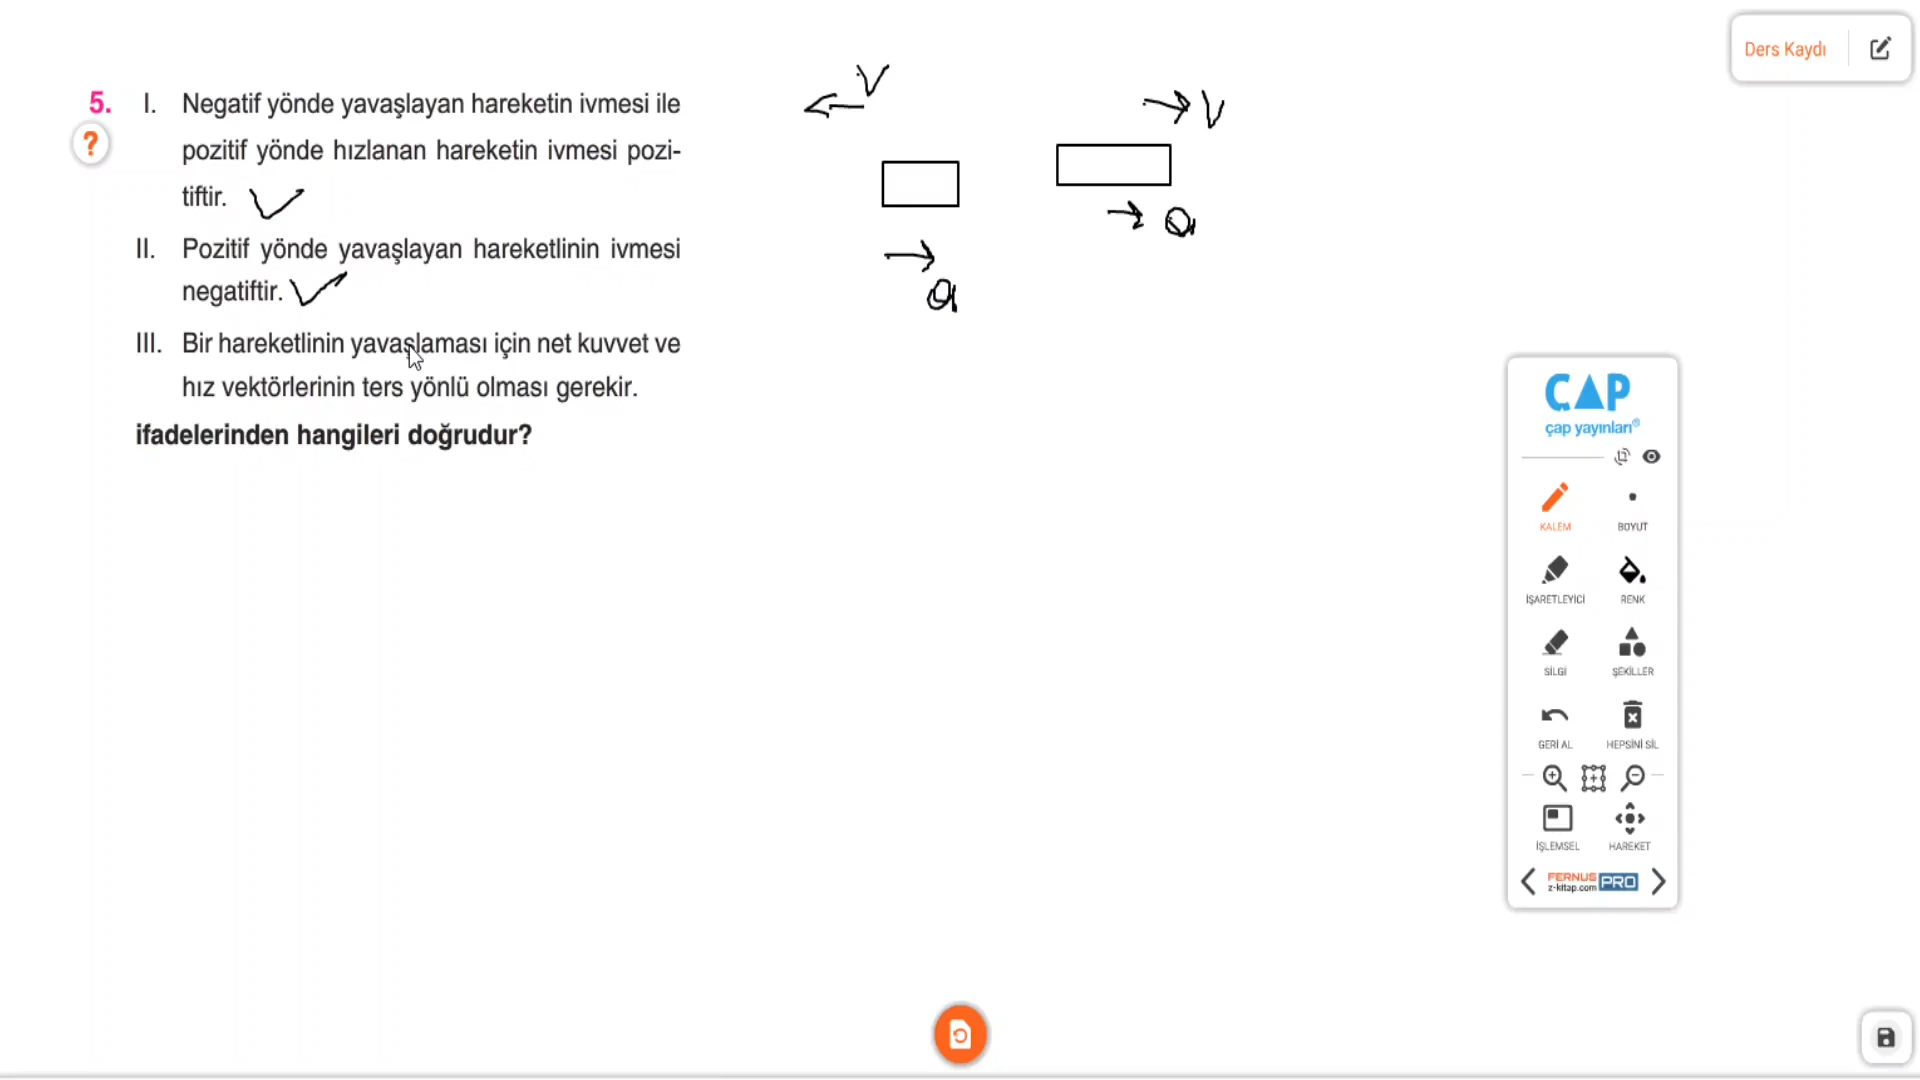 Ders Kaydı
5. I. Negatif yönde yavaşlayan hareketin ivmesi ile
pozitif yönde hızlanan hareketin ivmesi pozi-
tiftir.
II. Pozitif yönde yavaşlayan hareketlinin ivmesi
negatiftir.
III. Bir hareketlinin yavaşlaması için net kuvvet ve
hız vektörlerinin ters yönlü olması gerekir.
ifadelerinden hangileri doğrudur?
V
V
a
a
ÇAP
çap yayınları®
KALEM BOYUT
İŞARETLEYİCİ RENK
SİLGİ ŞEKİLLER
GERİ AL HEPSİNİ SİL
İŞLEMSEL HAREKET
FERNUS
z-kitap.com PRO